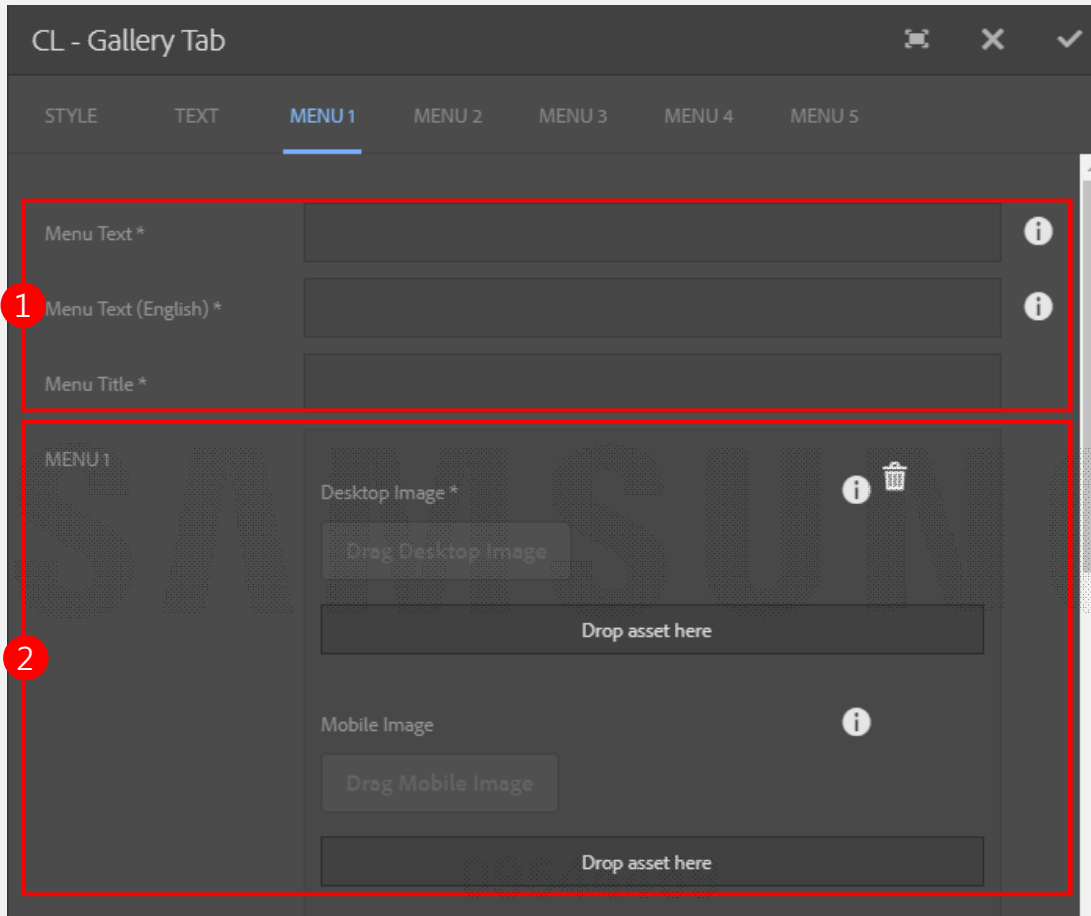 CL - Gallery Tab
STYLE TEXT MENU 1 MENU 2 MENU 3 MENU 4 MENU 5
Menu Text *
1
Menu Text (English) *
Menu Title *
MENU 1
Desktop Image *
Drag Desktop Image
Drop asset here
2
Mobile Image
Drag Mobile Image
Drop asset here
SAMSUN